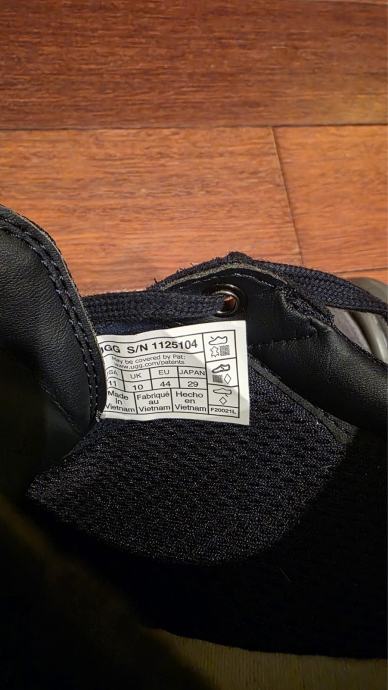 UGG S/N 1125104
may be covered by Pat:
www.ugg.com/patents
USA UK EU JAPAN
11 10 44 29
Made Fabriqué Hecho
in au en
Vietnam Vietnam Vietnam
F20021L